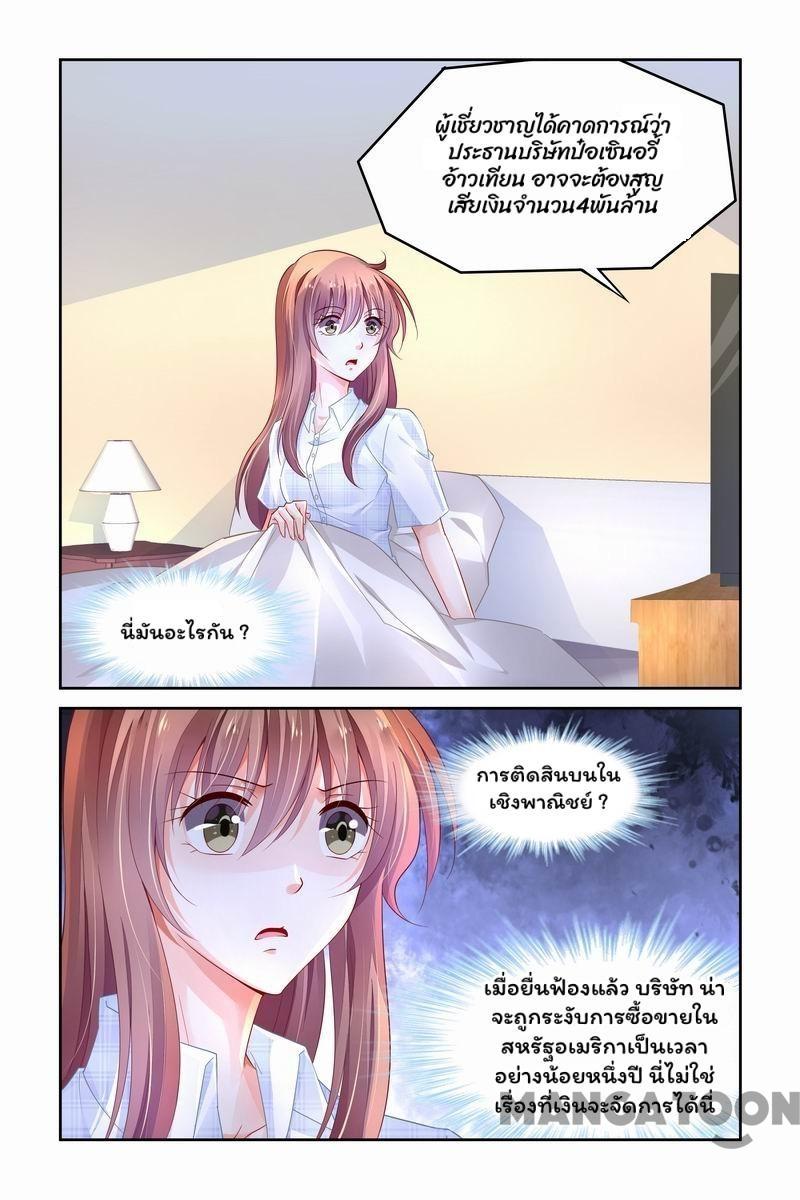 ผู้เชี่ยวชาญได้คาดการณ์ว่า
ประธานบริษัทป๋อเซินอวี้
อ้าวเทียน อาจจะต้องสูญ
เสียเงินจำนวน4พันล้าน
นี่มันอะไรกัน ?
การติดสินบนใน
เชิงพาณิชย์ ?
เมื่อยื่นฟ้องแล้ว บริษัท น่า
จะถูกระงับการซื้อขายใน
สหรัฐอเมริกาเป็นเวลา
อย่างน้อยหนึ่งปี นี่ไม่ใช่
เรื่องที่เงินจะจัดการได้นี่
MANGATOON